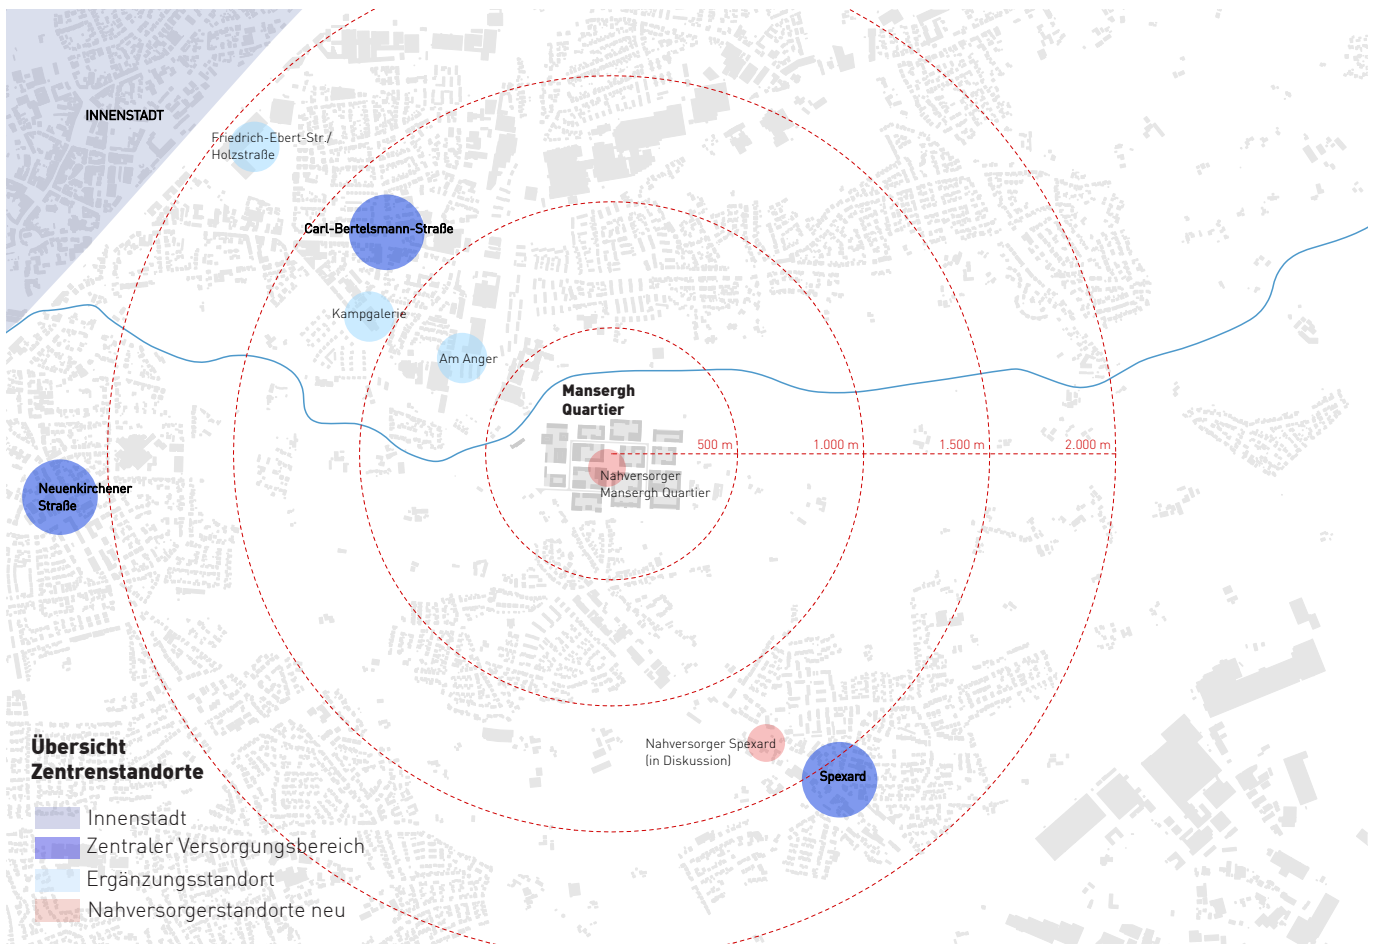 INNENSTADT
Friedrich-Ebert-Str./
Holzstraße
Carl-Bertelsmann-Straße
Kampgalerie
Am Anger
Mansergh
Quartier
500 m
1.000 m
1.500 m
2.000 m
Nahversorger
Mansergh Quartier
Neuenkirchener
Straße
Nahversorger Spexard
(in Diskussion)
Spexard
Übersicht
Zentrenstandorte
Innenstadt
Zentraler Versorgungsbereich
Ergänzungsstandort
Nahversorgerstandorte neu